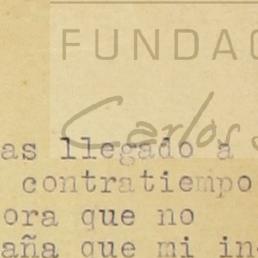 FUNDAC
Carlos S
as llegado a
contratiempo
ora que no
aña que mi in